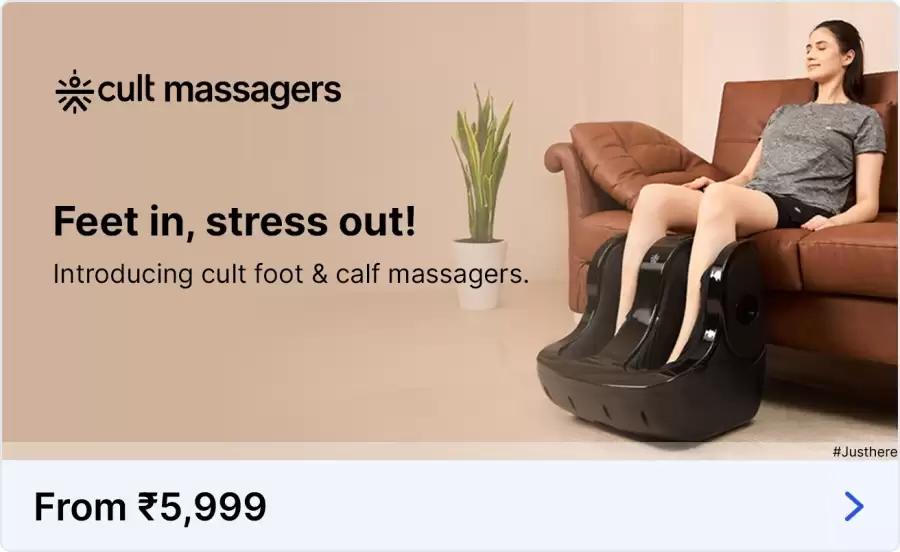 cult massagers
Feet in, stress out!
Introducing cult foot & calf massagers.
#Justhere
From ₹5,999